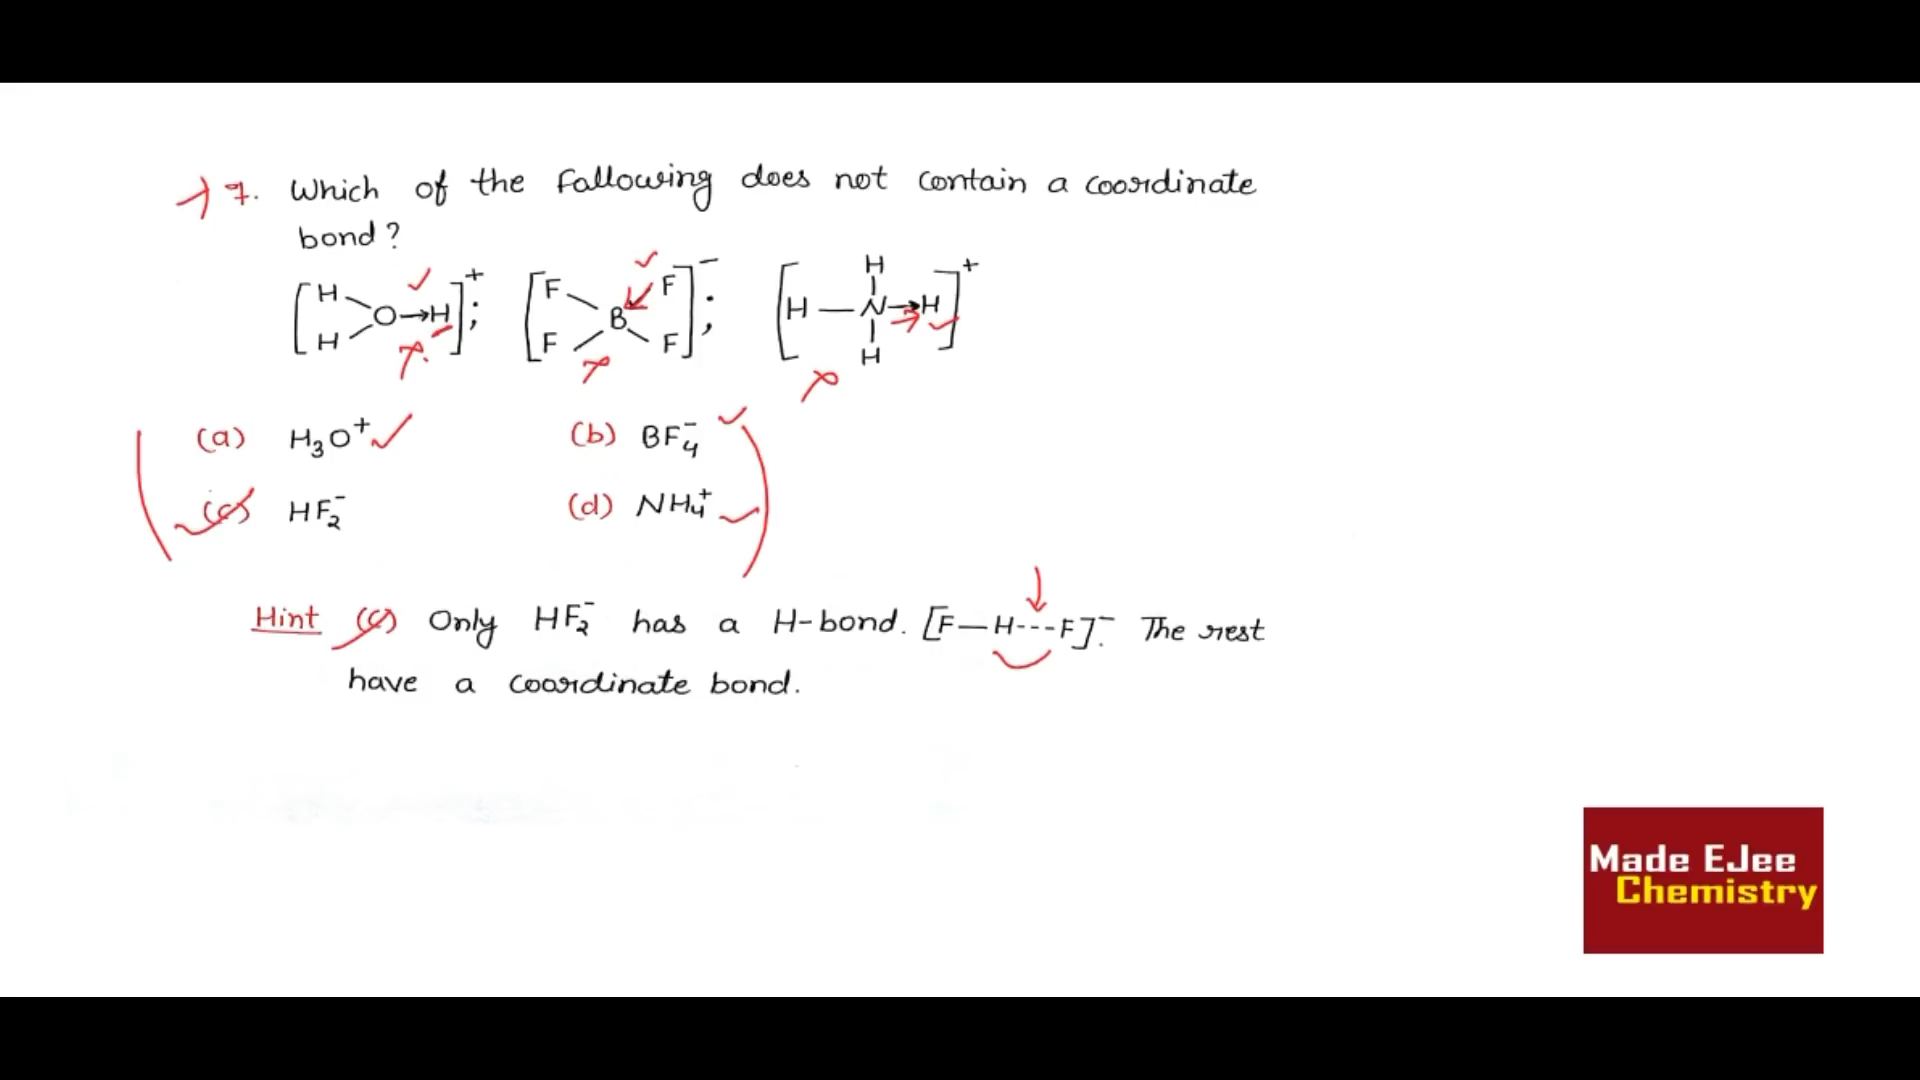 7. Which of the Fallowing does not contain a coordinate
bond?
[H H O→H]⁺; [F F B F F]⁻; [H—N→H H H]⁺
(a) H₃O⁺ (b) BF₄⁻
(c) HF₂⁻ (d) NH₄⁺
Hint (c) Only HF₂⁻ has a H-bond. [F—H---F]⁻. The rest
have a coordinate bond.
Made EJee
Chemistry